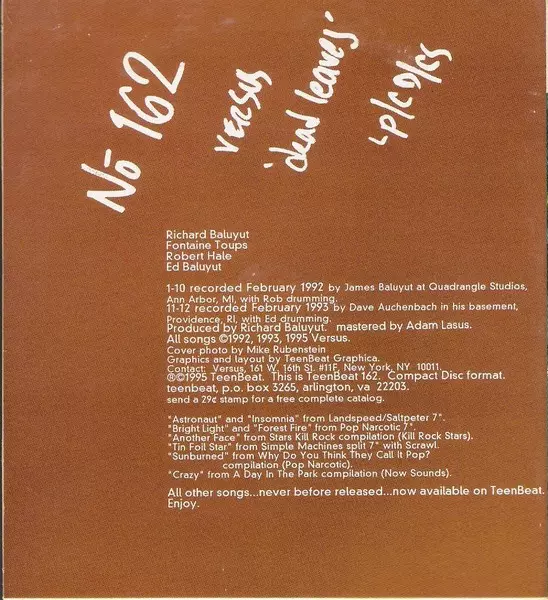 Nō 162
versus
'dead leaves'
LP/CD/CS
Richard Baluyut
Fontaine Toups
Robert Hale
Ed Baluyut
1-10 recorded February 1992 by James Baluyut at Quadrangle Studios,
Ann Arbor, MI, with Rob drumming.
11-12 recorded February 1993 by Dave Auchenbach in his basement,
Providence, RI, with Ed drumming.
Produced by Richard Baluyut. mastered by Adam Lasus.
All songs ©1992, 1993, 1995 Versus.
Cover photo by Mike Rubenstein
Graphics and layout by TeenBeat Graphica.
Contact: Versus, 161 W. 16th St. #11F, New York, NY 10011.
®©1995 TeenBeat. This is TeenBeat 162. Compact Disc format.
teenbeat, p.o. box 3265, arlington, va 22203.
send a 29¢ stamp for a free complete catalog.
"Astronaut" and "Insomnia" from Landspeed/Saltpeter 7".
"Bright Light" and "Forest Fire" from Pop Narcotic 7".
"Another Face" from Stars Kill Rock compilation (Kill Rock Stars).
"Tin Foil Star" from Simple Machines split 7" with Scrawl.
"Sunburned" from Why Do You Think They Call It Pop?
compilation (Pop Narcotic).
"Crazy" from A Day In The Park compilation (Now Sounds).
All other songs...never before released...now available on TeenBeat.
Enjoy.